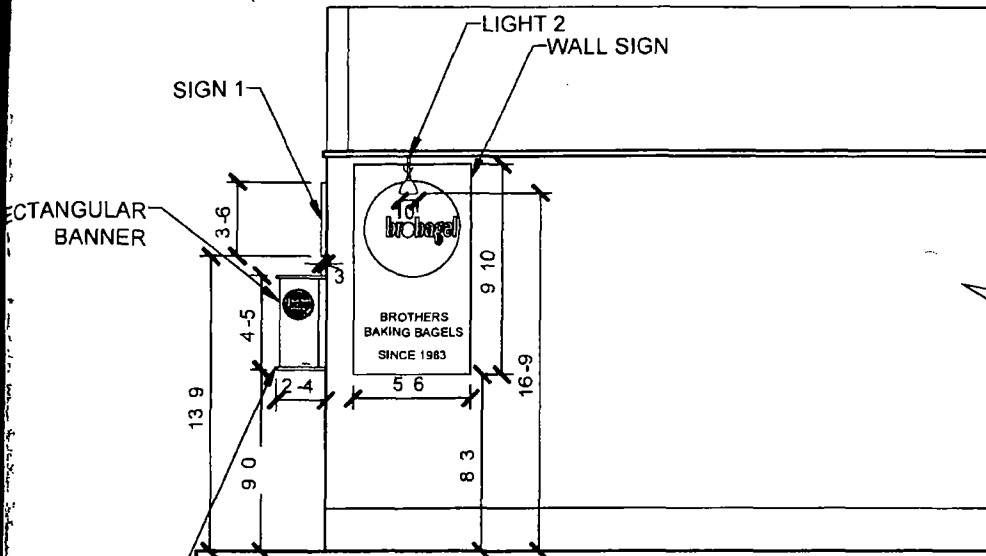 LIGHT 2
WALL SIGN
SIGN 1
ECTANGULAR
BANNER
3-6
3
4-5
2-4
13 9
9 0
brobagel
BROTHERS
BAKING BAGELS
SINCE 1983
5 6
9 10
16-9
8 3